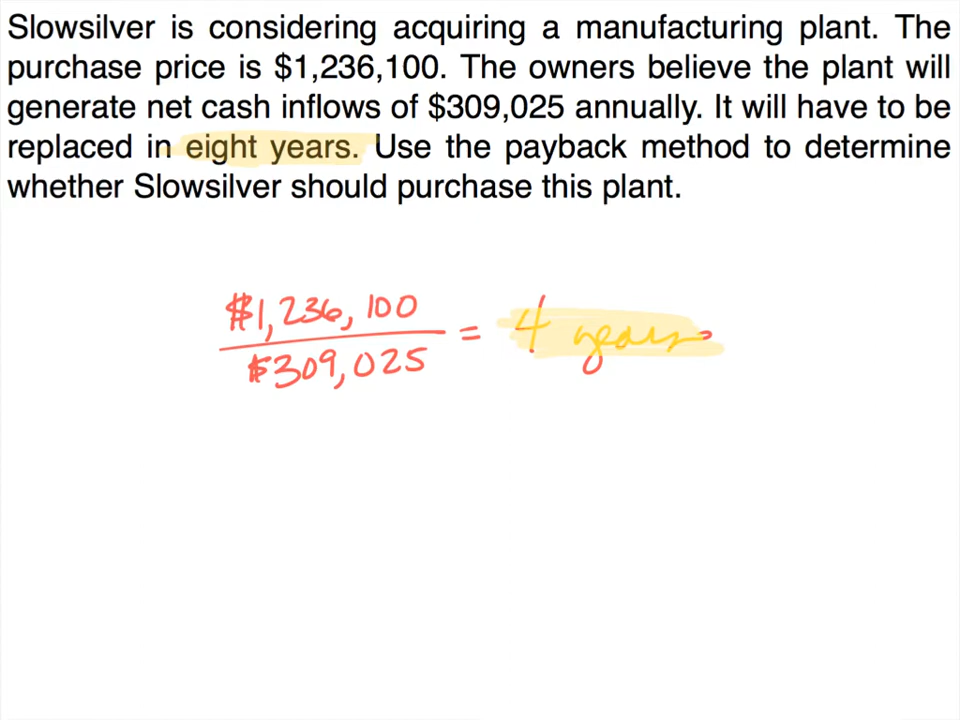 Slowsilver is considering acquiring a manufacturing plant. The
purchase price is $1,236,100. The owners believe the plant will
generate net cash inflows of $309,025 annually. It will have to be
replaced in eight years. Use the payback method to determine
whether Slowsilver should purchase this plant.
$1,236,100
$309,025
= 4 years